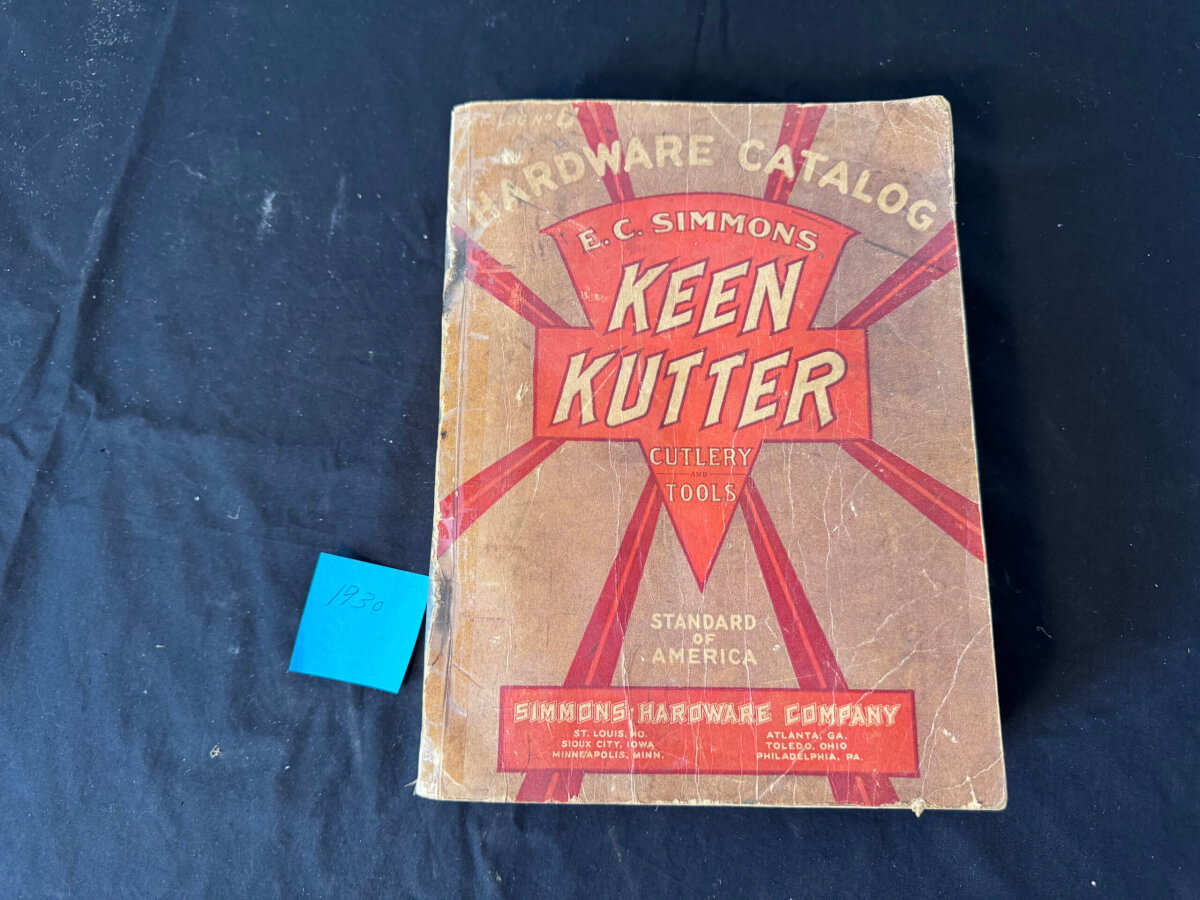 HARDWARE CATALOG
E. C. SIMMONS
KEEN
KUTTER
CUTLERY
AND
TOOLS
STANDARD
OF
AMERICA
SIMMONS HARDWARE COMPANY
ST. LOUIS, MO.
SIOUX CITY, IOWA
MINNEAPOLIS, MINN.
ATLANTA, GA.
TOLEDO, OHIO
PHILADELPHIA, PA.
1930